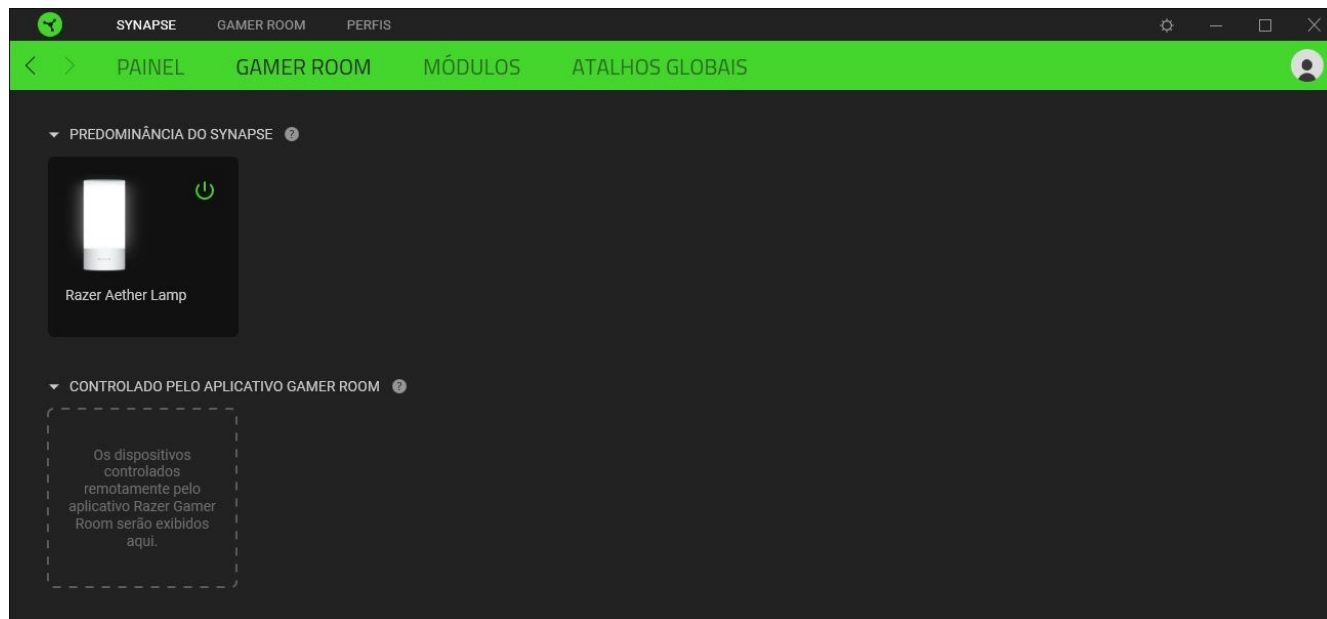 SYNAPSE GAMER ROOM PERFIS
PAINEL GAMER ROOM MÓDULOS ATALHOS GLOBAIS
PREDOMINÂNCIA DO SYNAPSE ?
Razer Aether Lamp
CONTROLADO PELO APLICATIVO GAMER ROOM ?
Os dispositivos
controlados
remotamente pelo
aplicativo Razer Gamer
Room serão exibidos
aqui.